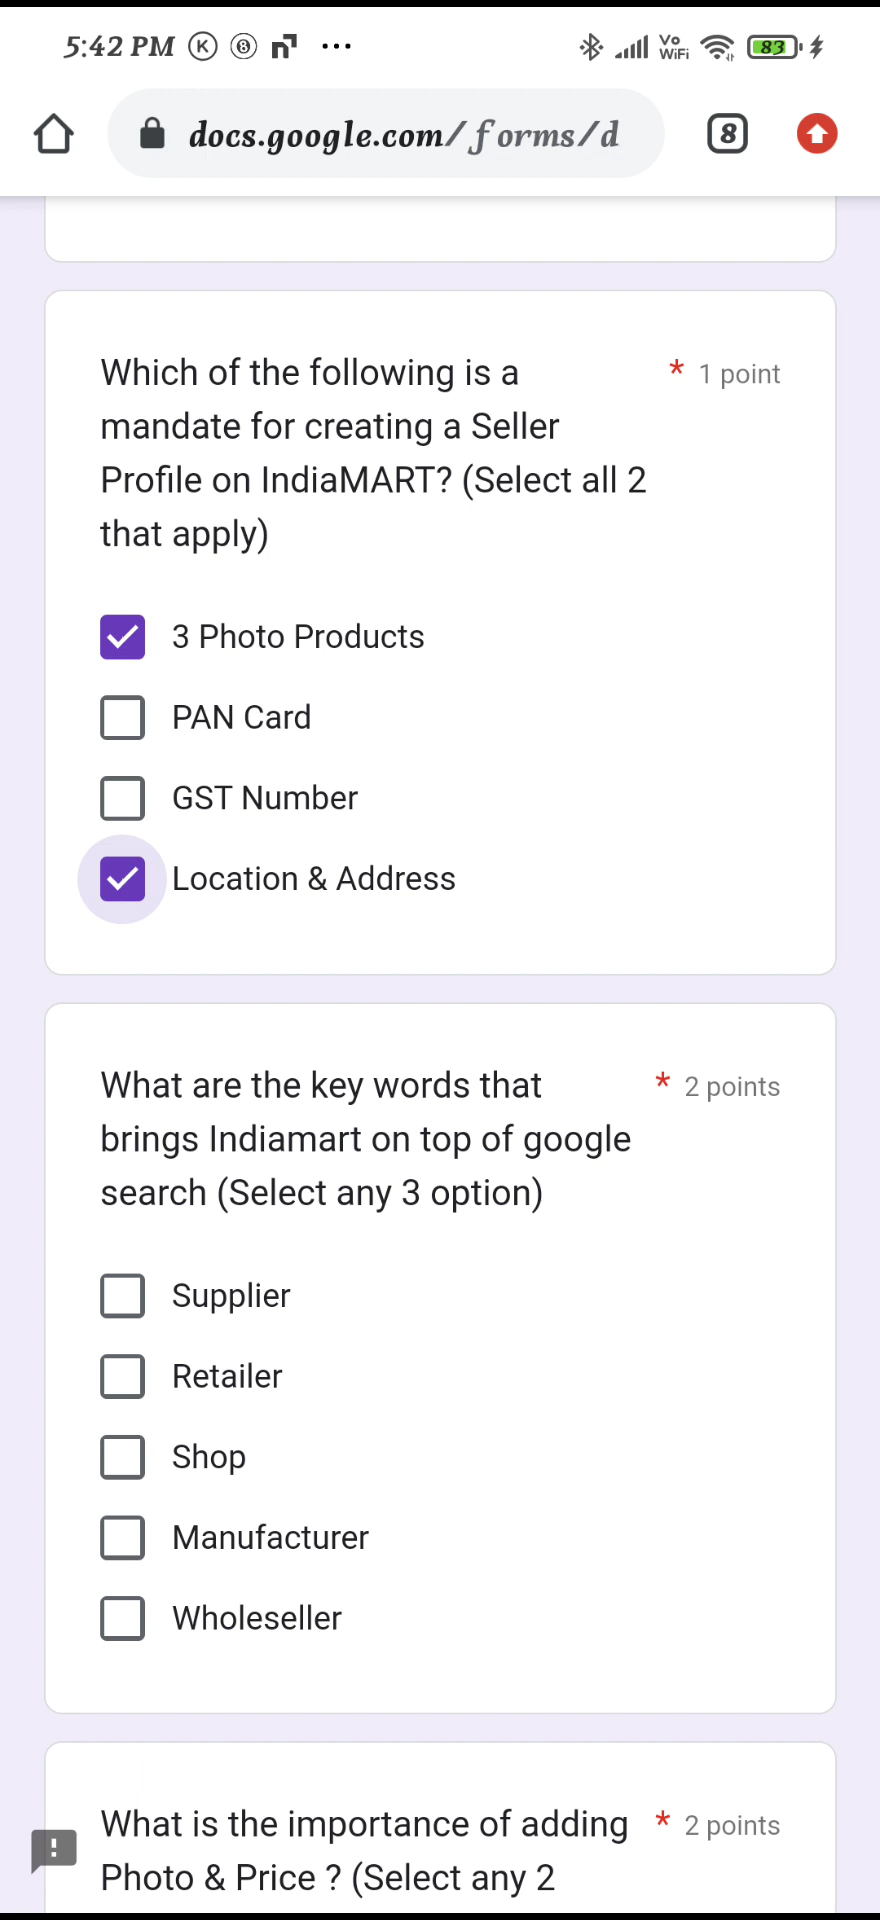 5:42 PM K 8 ...
Vo WiFi 83
docs.google.com/forms/d 8
Which of the following is a * 1 point
mandate for creating a Seller
Profile on IndiaMART? (Select all 2
that apply)
3 Photo Products
PAN Card
GST Number
Location & Address
What are the key words that * 2 points
brings Indiamart on top of google
search (Select any 3 option)
Supplier
Retailer
Shop
Manufacturer
Wholeseller
What is the importance of adding * 2 points
Photo & Price ? (Select any 2